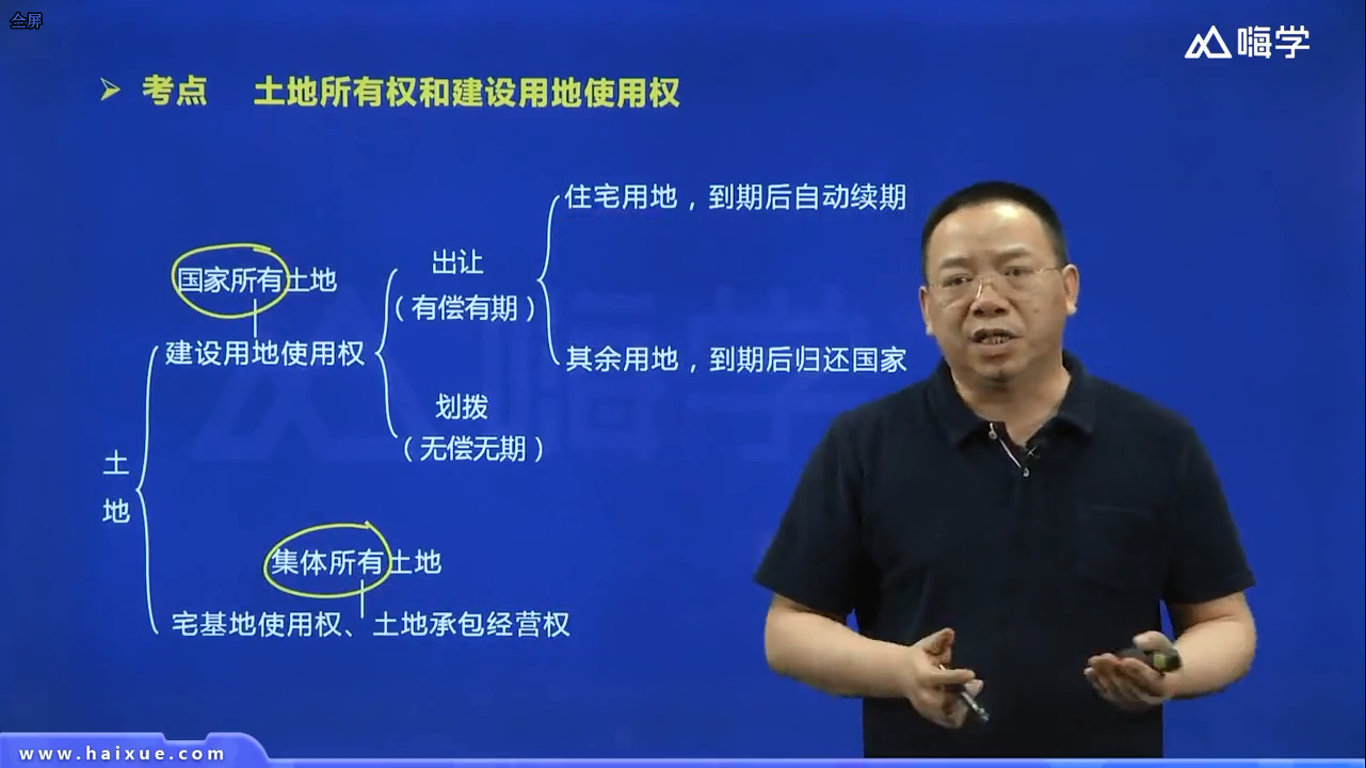 全屏
嗨学
考点 土地所有权和建设用地使用权
住宅用地，到期后自动续期
出让
国家所有土地
（有偿有期）
建设用地使用权
其余用地，到期后归还国家
划拨
（无偿无期）
土
地
集体所有土地
宅基地使用权、土地承包经营权
嗨学
www.haixue.com